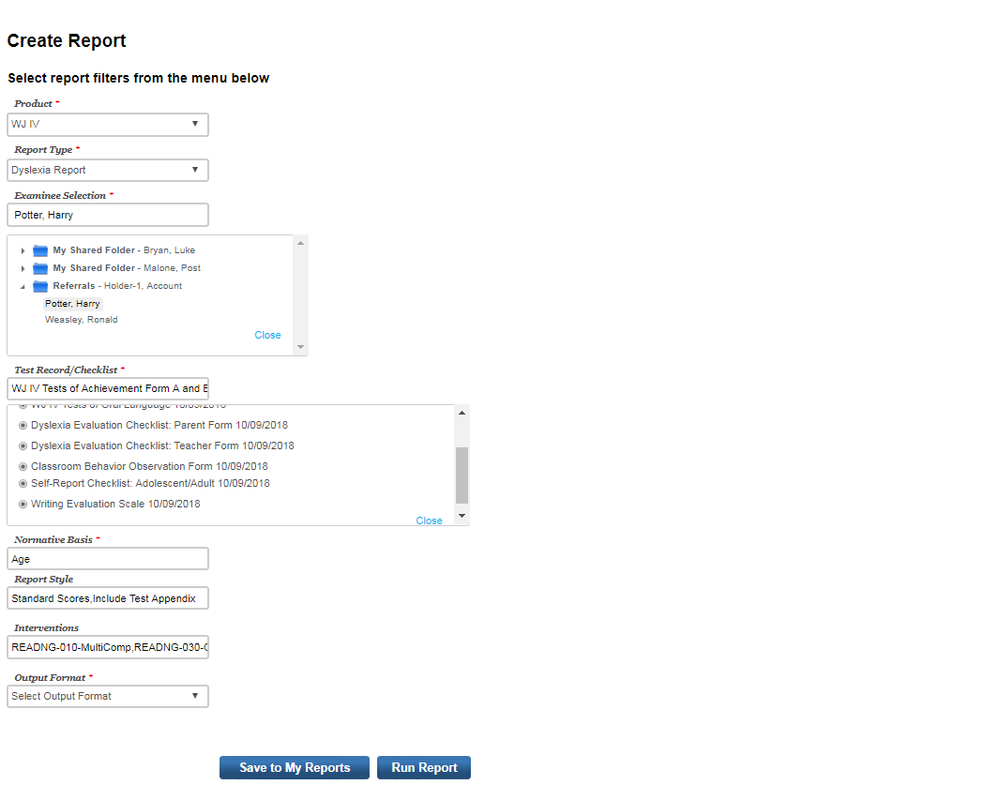 Create Report
Select report filters from the menu below
Product *
WJ IV
Report Type *
Dyslexia Report
Examinee Selection *
Potter, Harry
My Shared Folder - Bryan, Luke
My Shared Folder - Malone, Post
Referrals - Holder-1, Account
Potter, Harry
Weasley, Ronald
Close
Test Record/Checklist *
WJ IV Tests of Achievement Form A and
WJ IV Tests of Oral Language 10/09/2018
Dyslexia Evaluation Checklist: Parent Form 10/09/2018
Dyslexia Evaluation Checklist: Teacher Form 10/09/2018
Classroom Behavior Observation Form 10/09/2018
Self-Report Checklist: Adolescent/Adult 10/09/2018
Writing Evaluation Scale 10/09/2018
Close
Normative Basis *
Age
Report Style
Standard Scores,Include Test Appendix
Interventions
READNG-010-MultiComp,READNG-030-
Output Format *
Select Output Format
Save to My Reports Run Report